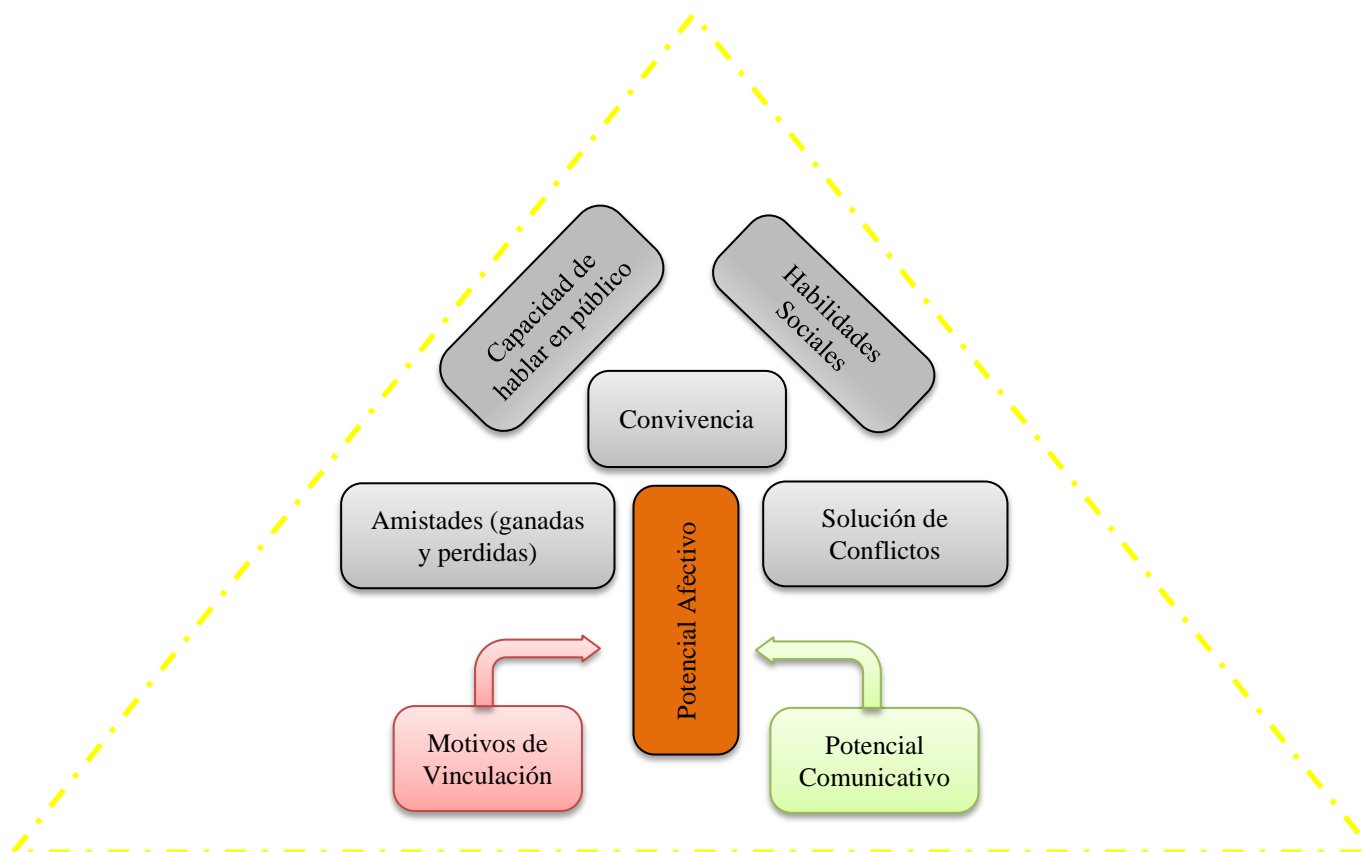 Capacidad de
hablar en público
Habilidades
Sociales
Convivencia
Amistades (ganadas
y perdidas)
Potencial Afectivo
Solución de
Conflictos
Motivos de
Vinculación
Potencial
Comunicativo